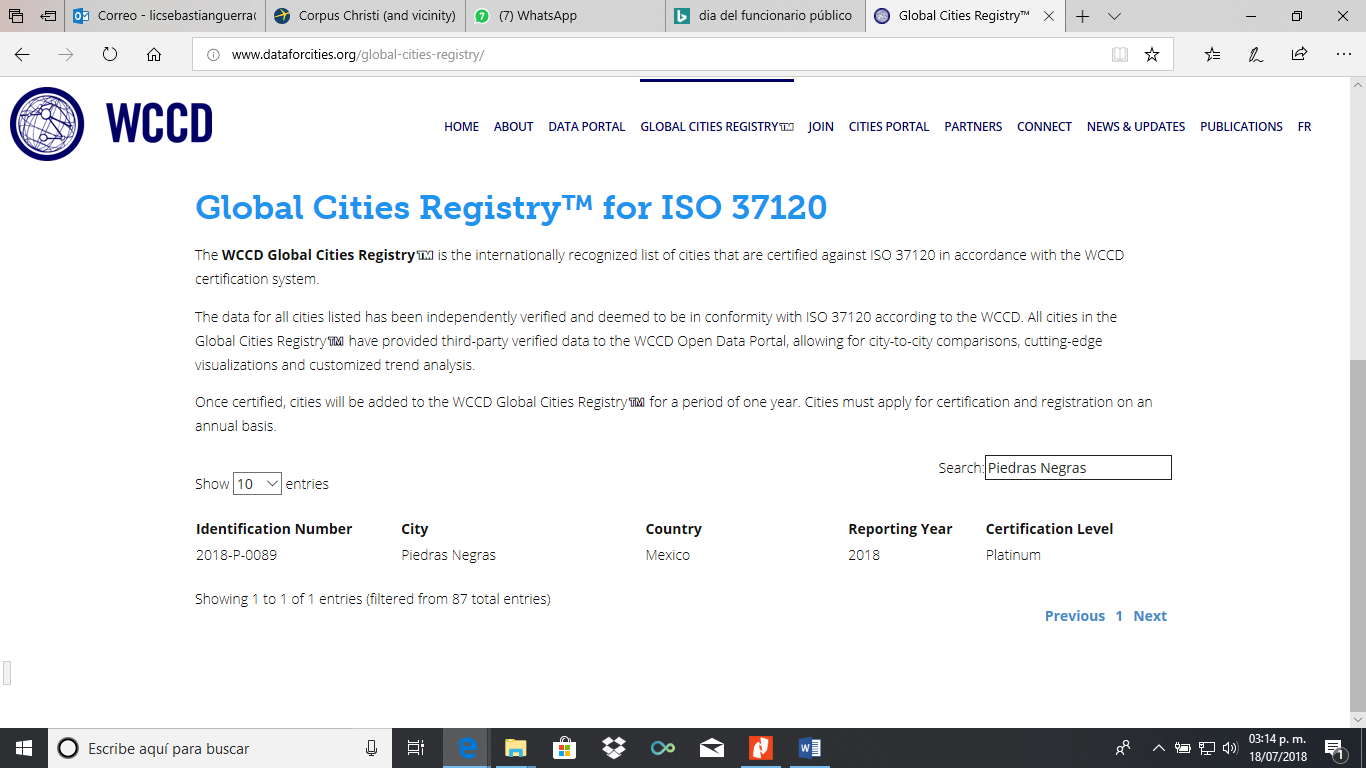 Correo - licsebastianguerra(
Corpus Christi (and vicinity)
(7) WhatsApp
dia del funcionario público
Global Cities Registry™
www.dataforcities.org/global-cities-registry/
WCCD
HOME ABOUT DATA PORTAL GLOBAL CITIES REGISTRY™ JOIN CITIES PORTAL PARTNERS CONNECT NEWS & UPDATES PUBLICATIONS FR
Global Cities Registry™ for ISO 37120
The WCCD Global Cities Registry™ is the internationally recognized list of cities that are certified against ISO 37120 in accordance with the WCCD
certification system.
The data for all cities listed has been independently verified and deemed to be in conformity with ISO 37120 according to the WCCD. All cities in the
Global Cities Registry™ have provided third-party verified data to the WCCD Open Data Portal, allowing for city-to-city comparisons, cutting-edge
visualizations and customized trend analysis.
Once certified, cities will be added to the WCCD Global Cities Registry™ for a period of one year. Cities must apply for certification and registration on an
annual basis.
Search: Piedras Negras
Show 10 entries
Identification Number City Country Reporting Year Certification Level
2018-P-0089 Piedras Negras Mexico 2018 Platinum
Showing 1 to 1 of 1 entries (filtered from 87 total entries)
Previous 1 Next
Escribe aquí para buscar
03:14 p. m.
18/07/2018
1